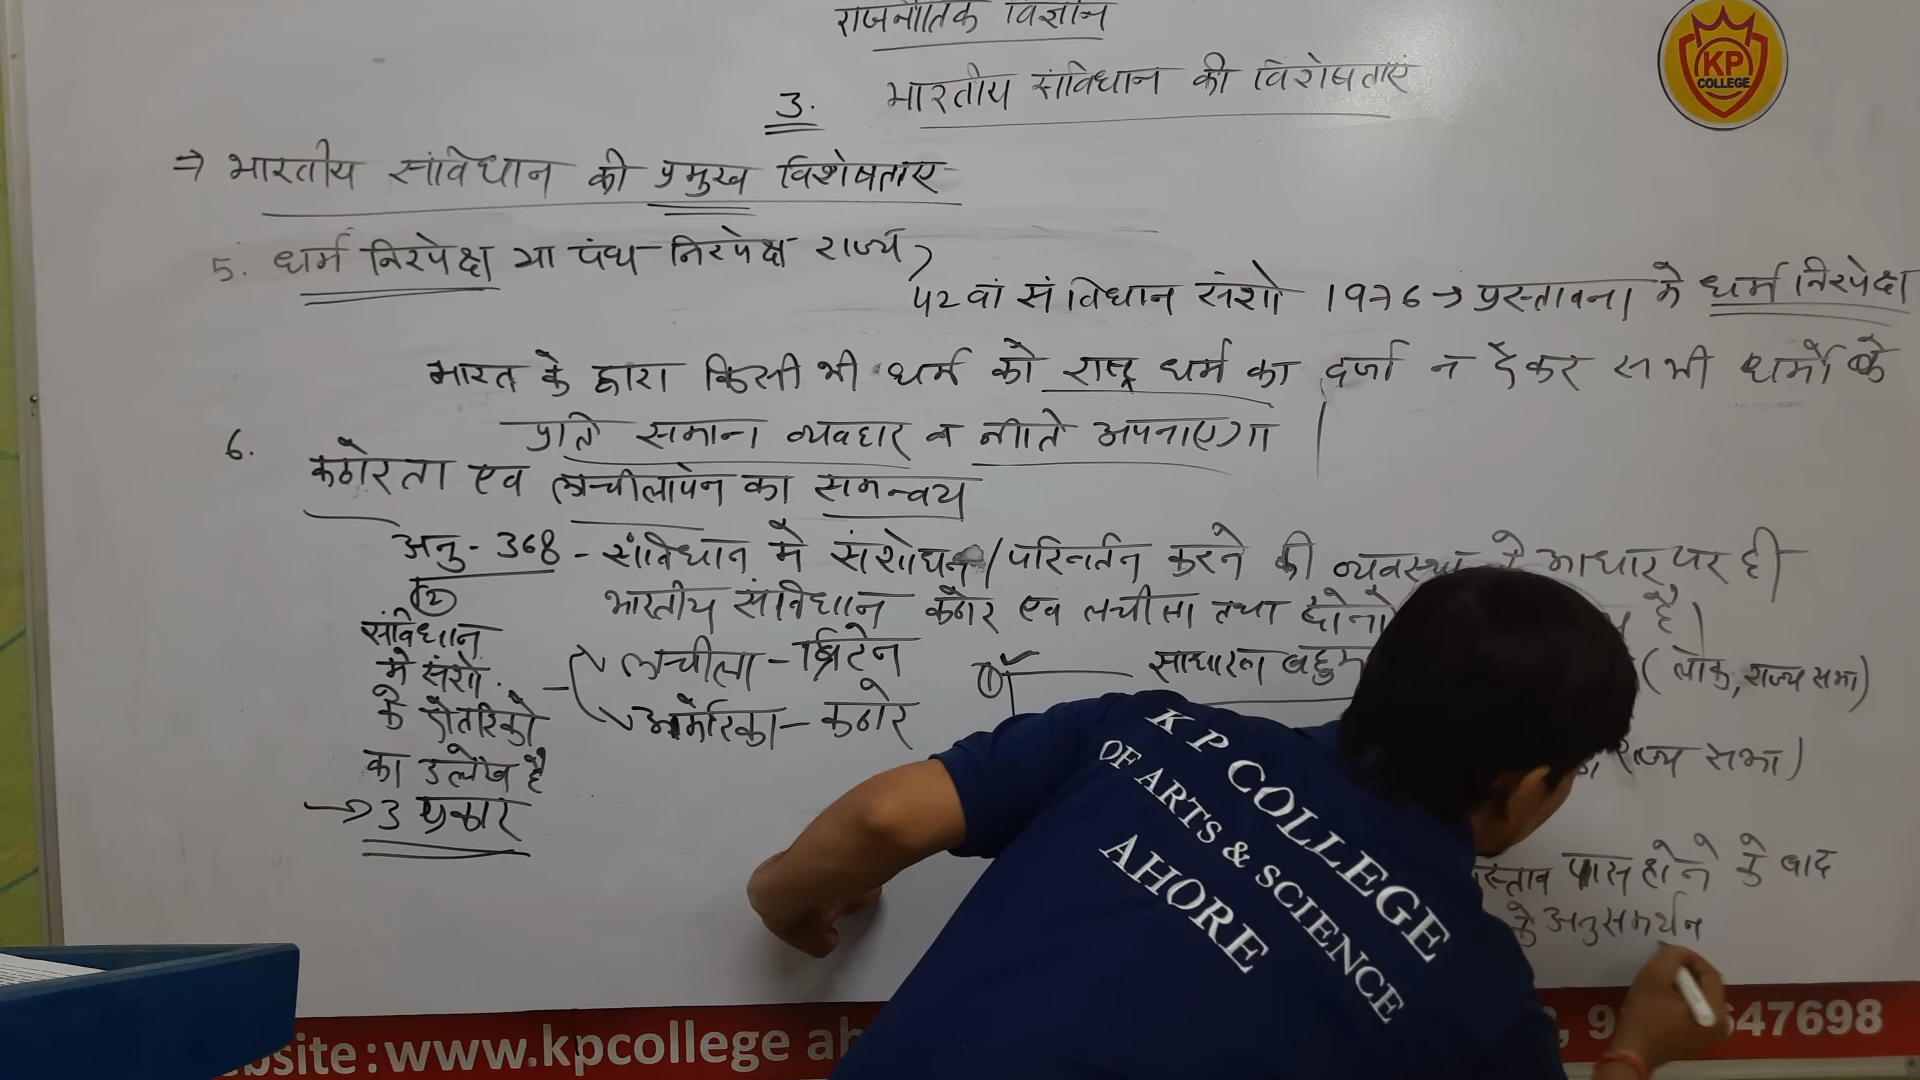 राजनीतिक विज्ञान
3. भारतीय संविधान की विशेषताएं
KP
COLLEGE
⇒ भारतीय संविधान की प्रमुख विशेषताए
5. धर्म निरपेक्ष या पंथ निरपेक्ष राज्य
42 वां संविधान संशो 1976 → प्रस्तावना मे धर्म निरपेक्ष
भारत के द्वारा किसी भी धर्म को राष्ट्र धर्म का दर्जा न देकर सभी धर्मो के
प्रति समान व्यवहार व नीति अपनाएगा |
6. कठोरता एव लचीलापन का समन्वय
अनु - 368 - संविधान मे संशोधन / परिवर्तन करने की व्यवस्था के आधार पर ही
भारतीय संविधान कठोर एव लचीला तथा दोनो है |
संविधान
मे संशो.
के तरिको
का उल्लेख है
→ 3 प्रकार
लचीला - ब्रिटेन
अमेरिका - कठोर
① साधारण (लोक, राज्य सभा)
राज्य सभा)
पास होने के बाद
के अनुसमर्थन
K P COLLEGE
OF ARTS & SCIENCE
AHORE
site : www.kpcollege
647698